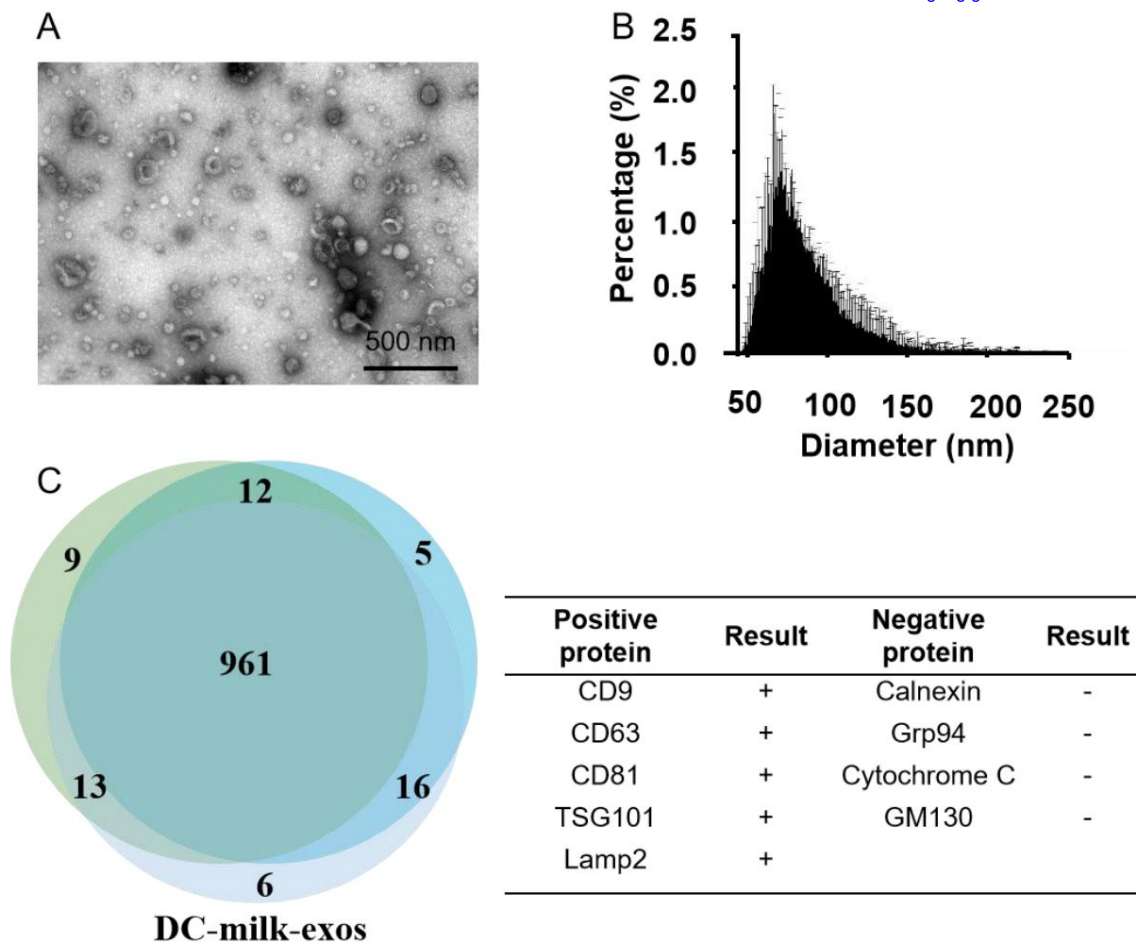 A
500 nm
B
Percentage (%)
2.5
2.0
1.5
1.0
0.5
0.0
50 100 150 200 250
Diameter (nm)
C
12
9
5
961
13
16
6
DC-milk-exos
Positive protein Result Negative protein Result
CD9 + Calnexin -
CD63 + Grp94 -
CD81 + Cytochrome C -
TSG101 + GM130 -
Lamp2 +